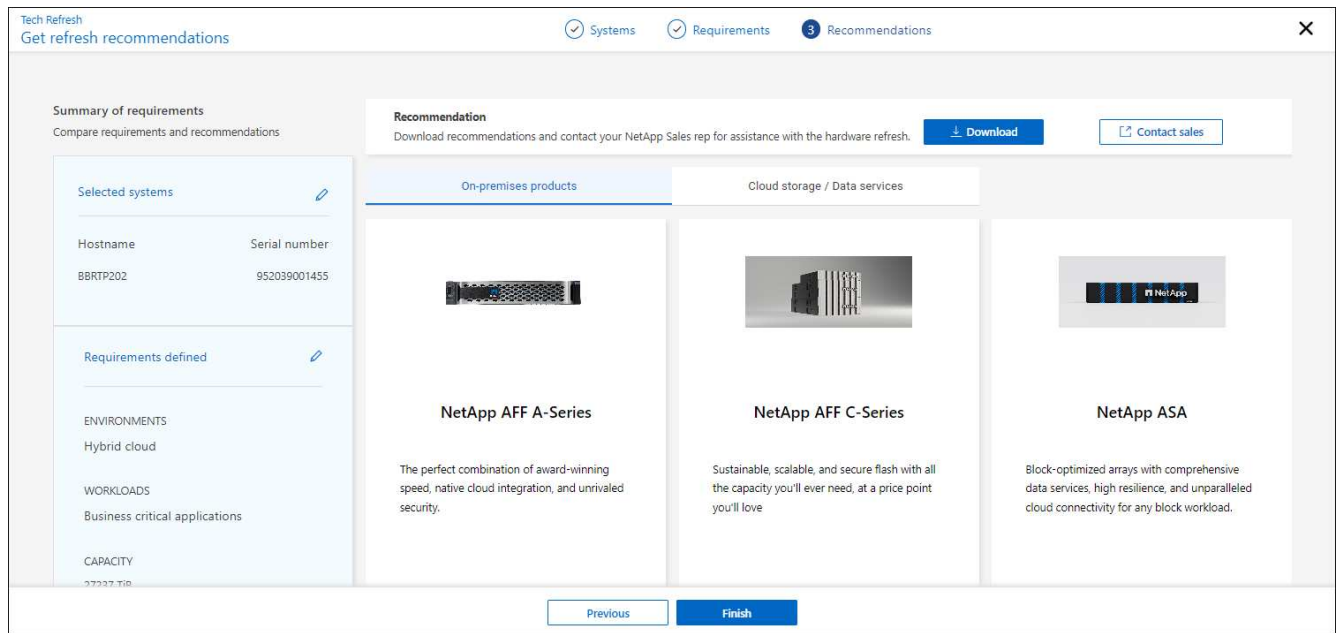 Tech Refresh
Get refresh recommendations
Systems
Requirements
3 Recommendations
Summary of requirements
Compare requirements and recommendations
Selected systems
Hostname Serial number
BBRTP202 952039001455
Requirements defined
ENVIRONMENTS
Hybrid cloud
WORKLOADS
Business critical applications
CAPACITY
27237 TiB
Recommendation
Download recommendations and contact your NetApp Sales rep for assistance with the hardware refresh.
Download
Contact sales
On-premises products
Cloud storage / Data services
NetApp AFF A-Series
The perfect combination of award-winning
speed, native cloud integration, and unrivaled
security.
NetApp AFF C-Series
Sustainable, scalable, and secure flash with all
the capacity you'll ever need, at a price point
you'll love
NetApp
NetApp ASA
Block-optimized arrays with comprehensive
data services, high resilience, and unparalleled
cloud connectivity for any block workload.
Previous
Finish